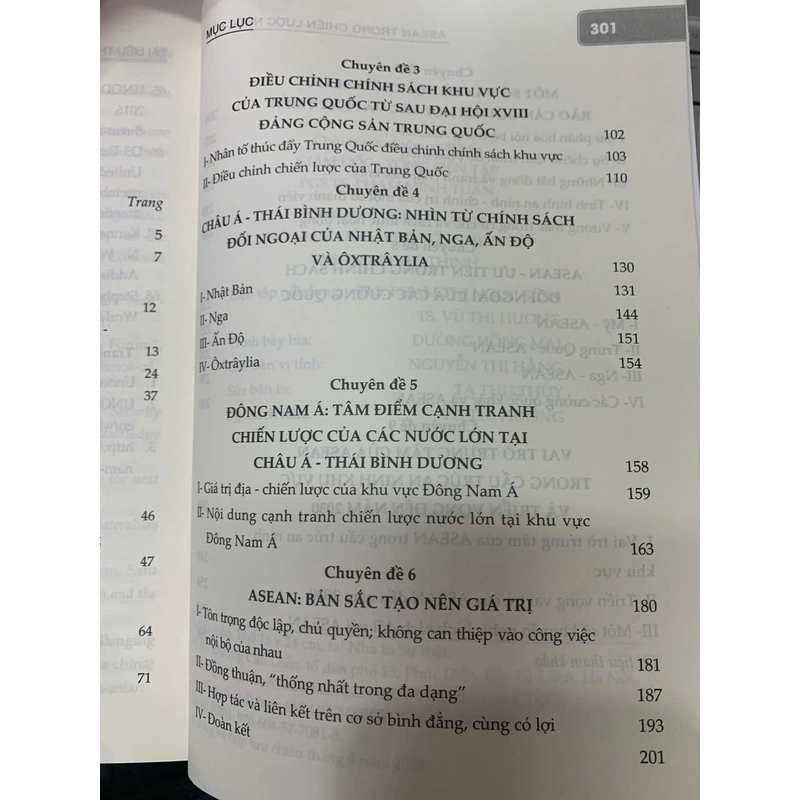 Trang
5
7
12
13
24
37
46
47
64
71
MỤC LỤC
301
Chuyên đề 3
ĐIỀU CHỈNH CHÍNH SÁCH KHU VỰC
CỦA TRUNG QUỐC TỪ SAU ĐẠI HỘI XVIII
ĐẢNG CỘNG SẢN TRUNG QUỐC 102
I- Nhân tố thúc đẩy Trung Quốc điều chỉnh chính sách khu vực 103
II- Điều chỉnh chiến lược của Trung Quốc 110
Chuyên đề 4
CHÂU Á - THÁI BÌNH DƯƠNG: NHÌN TỪ CHÍNH SÁCH
ĐỐI NGOẠI CỦA NHẬT BẢN, NGA, ẤN ĐỘ
VÀ ÔXTRÂYLIA 130
I- Nhật Bản 131
II- Nga 144
III- Ấn Độ 151
IV- Ôxtrâylia 154
Chuyên đề 5
ĐÔNG NAM Á: TÂM ĐIỂM CẠNH TRANH
CHIẾN LƯỢC CỦA CÁC NƯỚC LỚN TẠI
CHÂU Á - THÁI BÌNH DƯƠNG 158
I- Giá trị địa - chiến lược của khu vực Đông Nam Á 159
II- Nội dung cạnh tranh chiến lược nước lớn tại khu vực
Đông Nam Á 163
Chuyên đề 6
ASEAN: BẢN SẮC TẠO NÊN GIÁ TRỊ 180
I- Tôn trọng độc lập, chủ quyền; không can thiệp vào công việc
nội bộ của nhau 181
II- Đồng thuận, "thống nhất trong đa dạng" 187
III- Hợp tác và liên kết trên cơ sở bình đẳng, cùng có lợi 193
IV- Đoàn kết 201